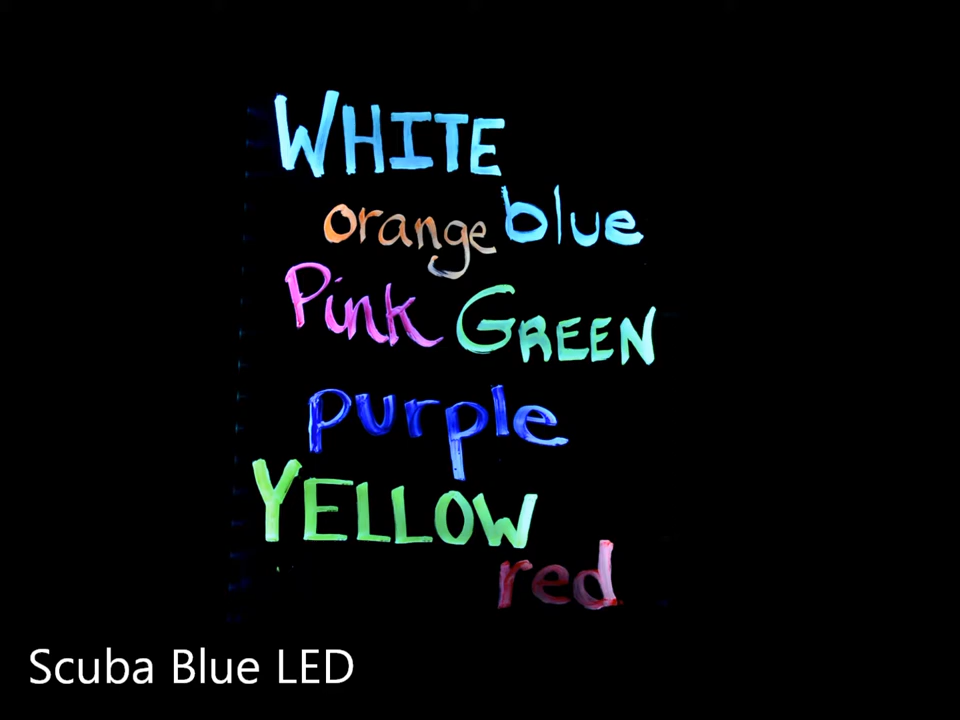 WHITE
orange blue
Pink GREEN
purple
YELLOW
red
Scuba Blue LED